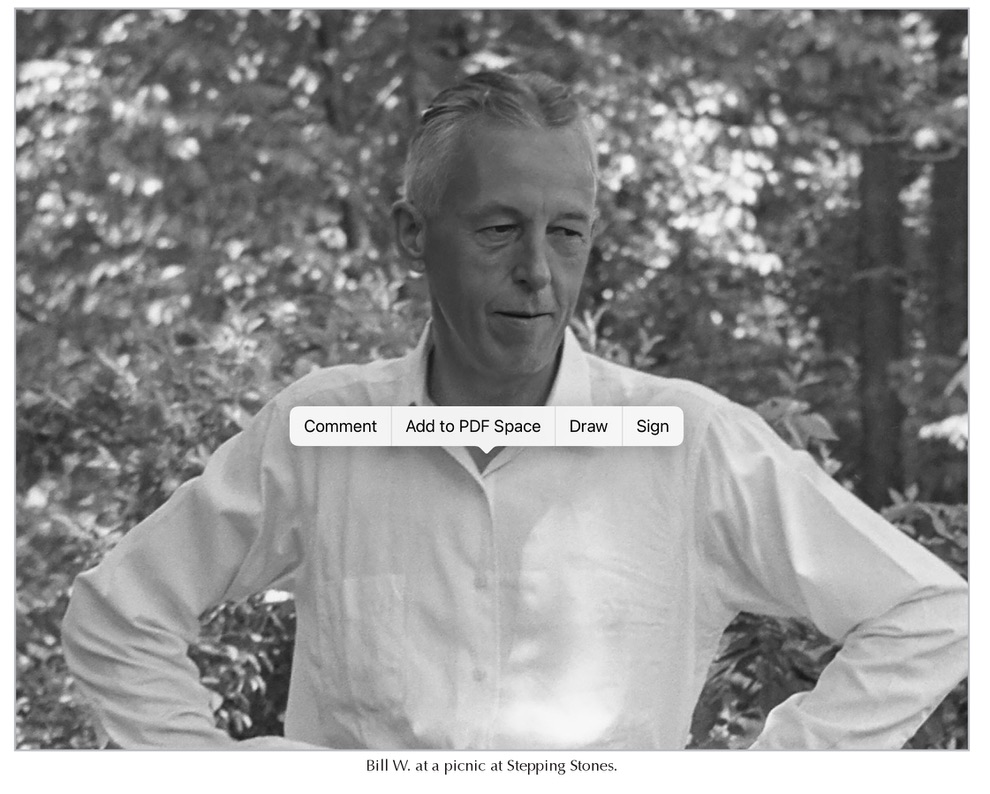 Comment Add to PDF Space Draw Sign
Bill W. at a picnic at Stepping Stones.